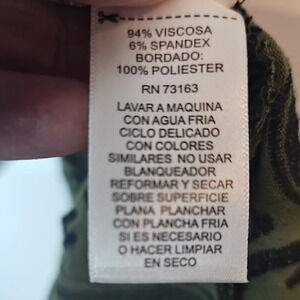 94% VISCOSA
6% SPANDEX
BORDADO:
100% POLIESTER
RN 73163
LAVAR A MAQUINA
CON AGUA FRIA
CICLO DELICADO
CON COLORES
SIMILARES NO USAR
BLANQUEADOR
REFORMAR Y SECAR
SOBRE SUPERFICIE
PLANA PLANCHAR
CON PLANCHA FRIA
SI ES NECESARIO
O HACER LIMPIAR
EN SECO